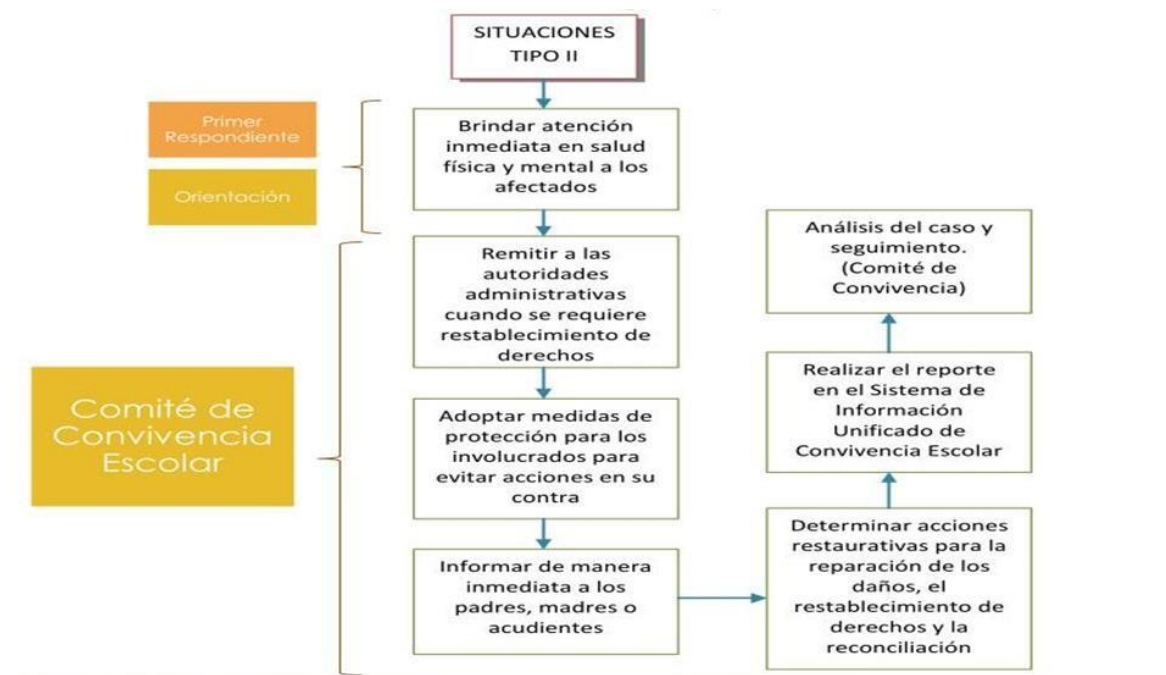 SITUACIONES
TIPO II
Primer
Respondiente
Orientación
Brindar atención
inmediata en salud
física y mental a los
afectados
Comité de
Convivencia
Escolar
Remitir a las
autoridades
administrativas
cuando se requiere
restablecimiento de
derechos
Adoptar medidas de
protección para los
involucrados para
evitar acciones en su
contra
Informar de manera
inmediata a los
padres, madres o
acudientes
Determinar acciones
restaurativas para la
reparación de los
daños, el
restablecimiento de
derechos y la
reconciliación
Realizar el reporte
en el Sistema de
Información
Unificado de
Convivencia Escolar
Análisis del caso y
seguimiento.
(Comité de
Convivencia)